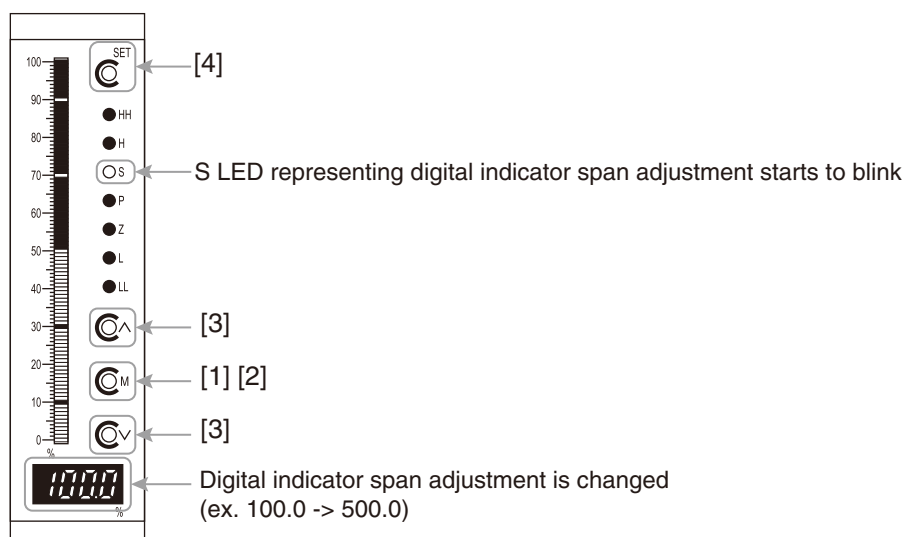 SET
[4]
100
90
HH
80
H
70
S
S LED representing digital indicator span adjustment starts to blink
P
60
Z
50
L
40
LL
30
[3]
20
M
[1] [2]
10
[3]
0
%
100.0
%
Digital indicator span adjustment is changed
(ex. 100.0 -> 500.0)